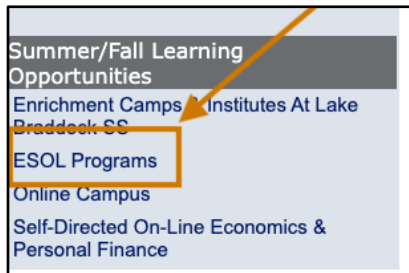 Summer/Fall Learning
Opportunities
Enrichment Camps & Institutes At Lake
Braddock SS
ESOL Programs
Online Campus
Self-Directed On-Line Economics &
Personal Finance